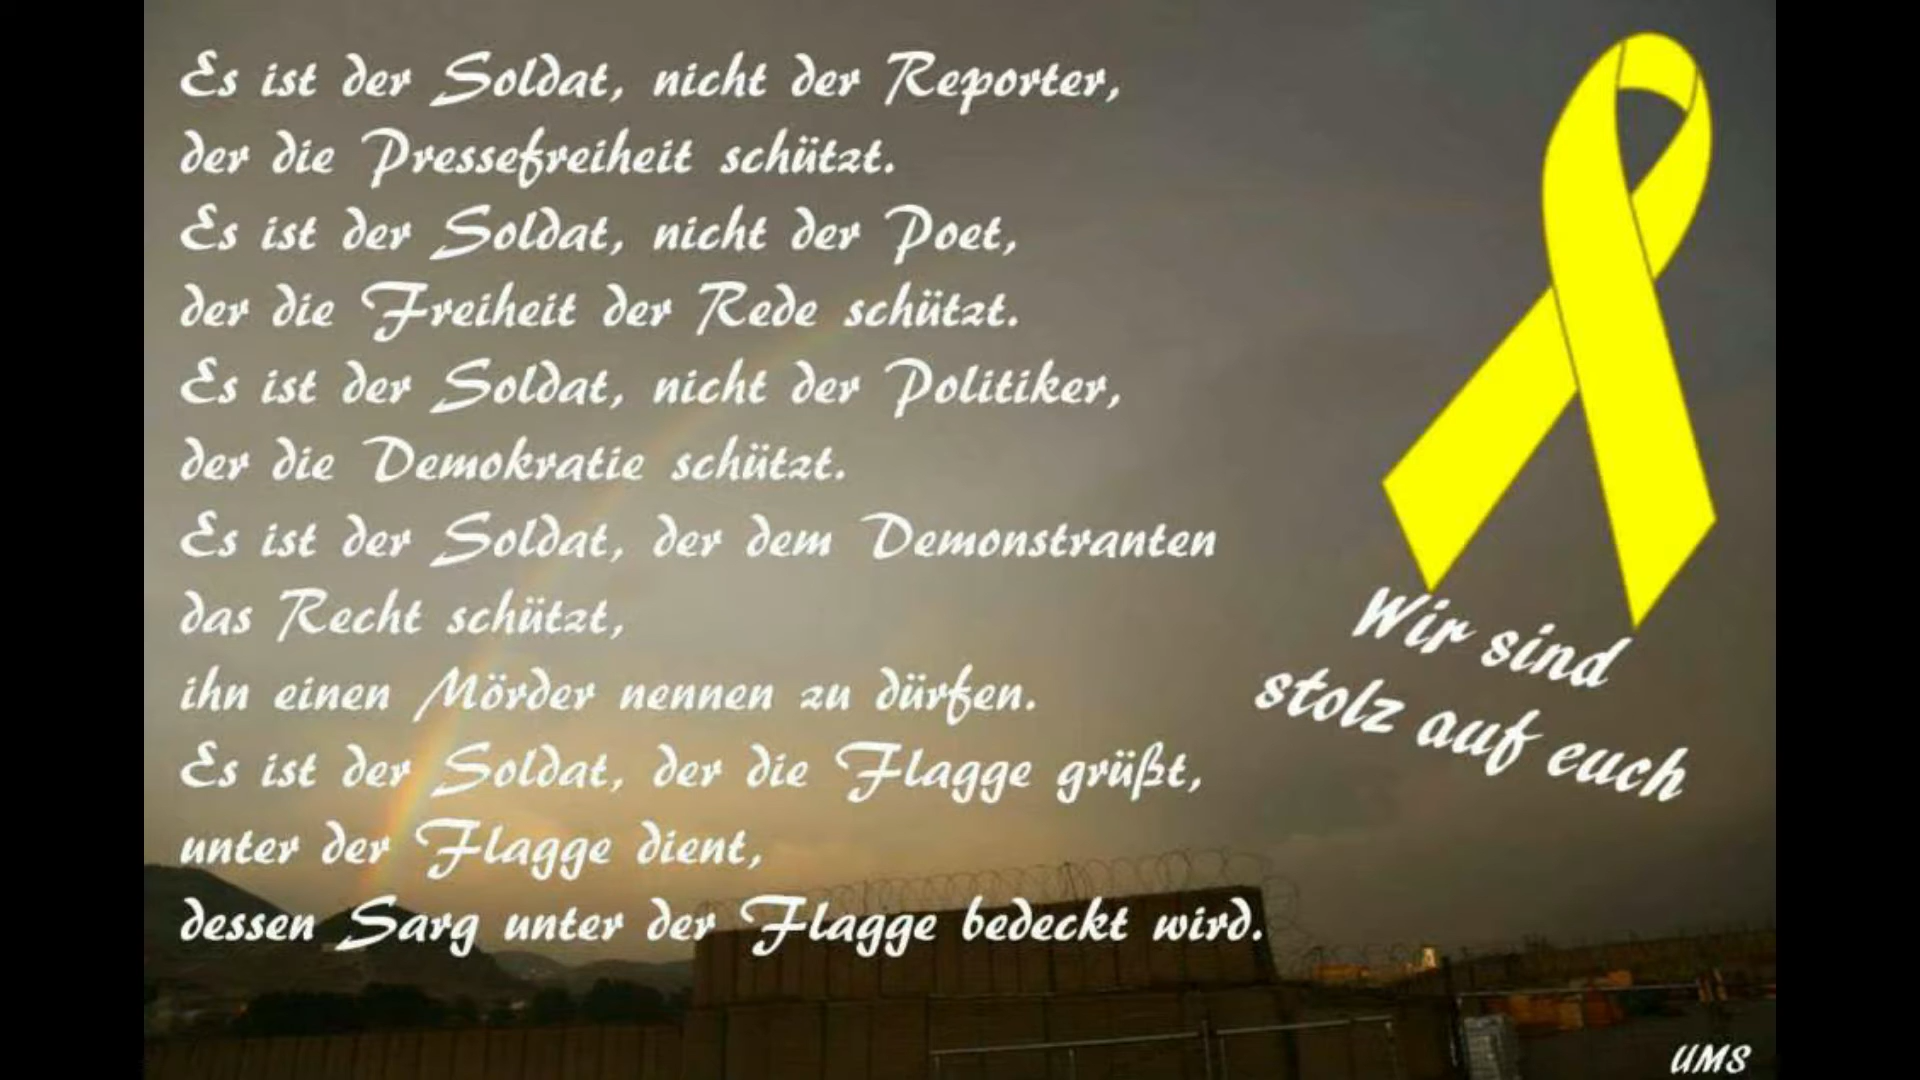 Es ist der Soldat, nicht der Reporter,
der die Pressefreiheit schützt.
Es ist der Soldat, nicht der Poet,
der die Freiheit der Rede schützt.
Es ist der Soldat, nicht der Politiker,
der die Demokratie schützt.
Es ist der Soldat, der dem Demonstranten
das Recht schützt,
ihn einen Mörder nennen zu dürfen.
Es ist der Soldat, der die Flagge grüßt,
unter der Flagge dient,
dessen Sarg unter der Flagge bedeckt wird.
Wir sind
stolz auf euch
UMS